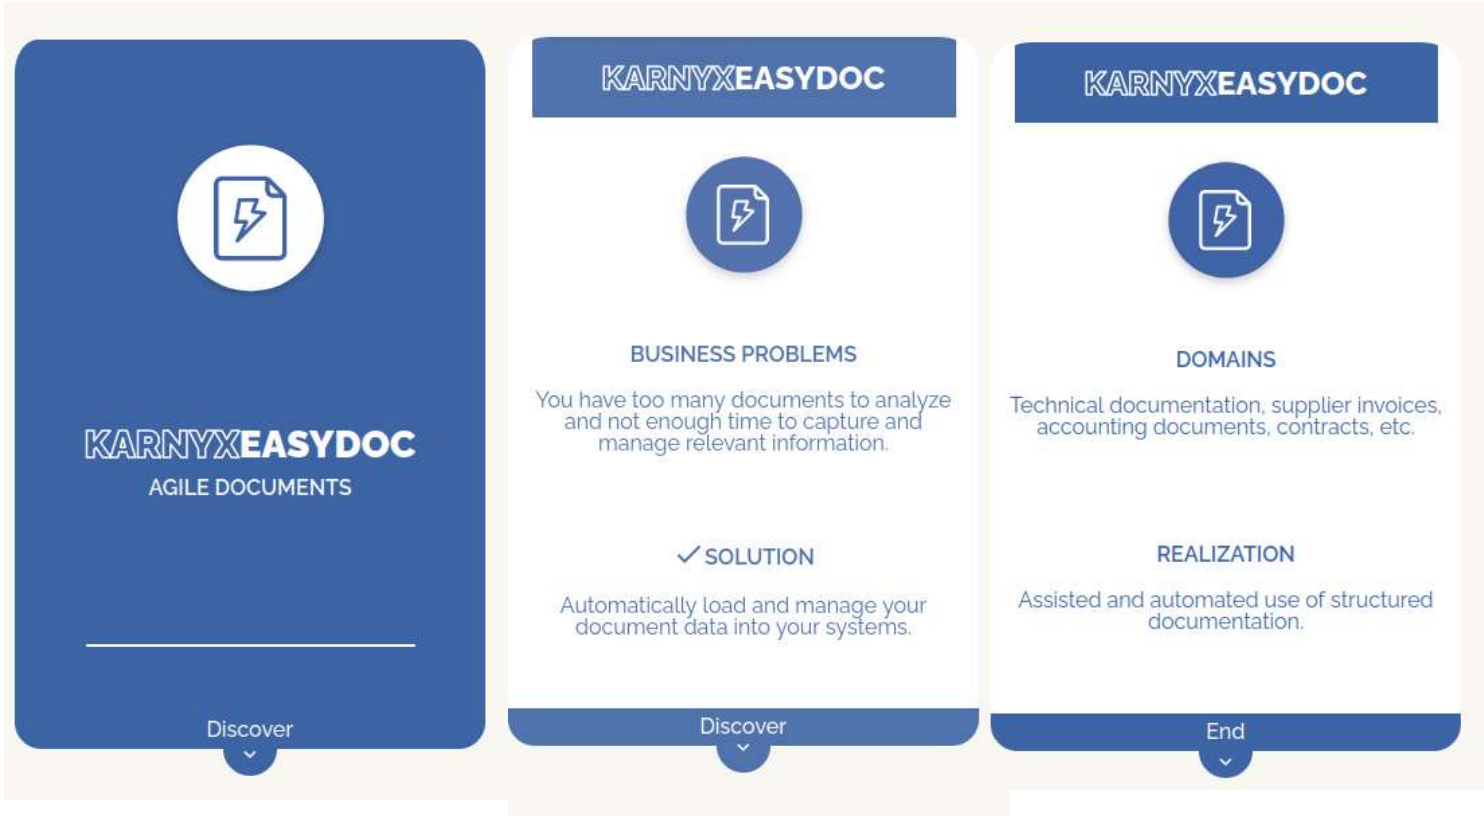 KARNYXEASYDOC
AGILE DOCUMENTS
Discover
KARNYXEASYDOC
BUSINESS PROBLEMS
You have too many documents to analyze
and not enough time to capture and
manage relevant information.
SOLUTION
Automatically load and manage your
document data into your systems.
Discover
KARNYXEASYDOC
DOMAINS
Technical documentation, supplier invoices,
accounting documents, contracts, etc.
REALIZATION
Assisted and automated use of structured
documentation.
End